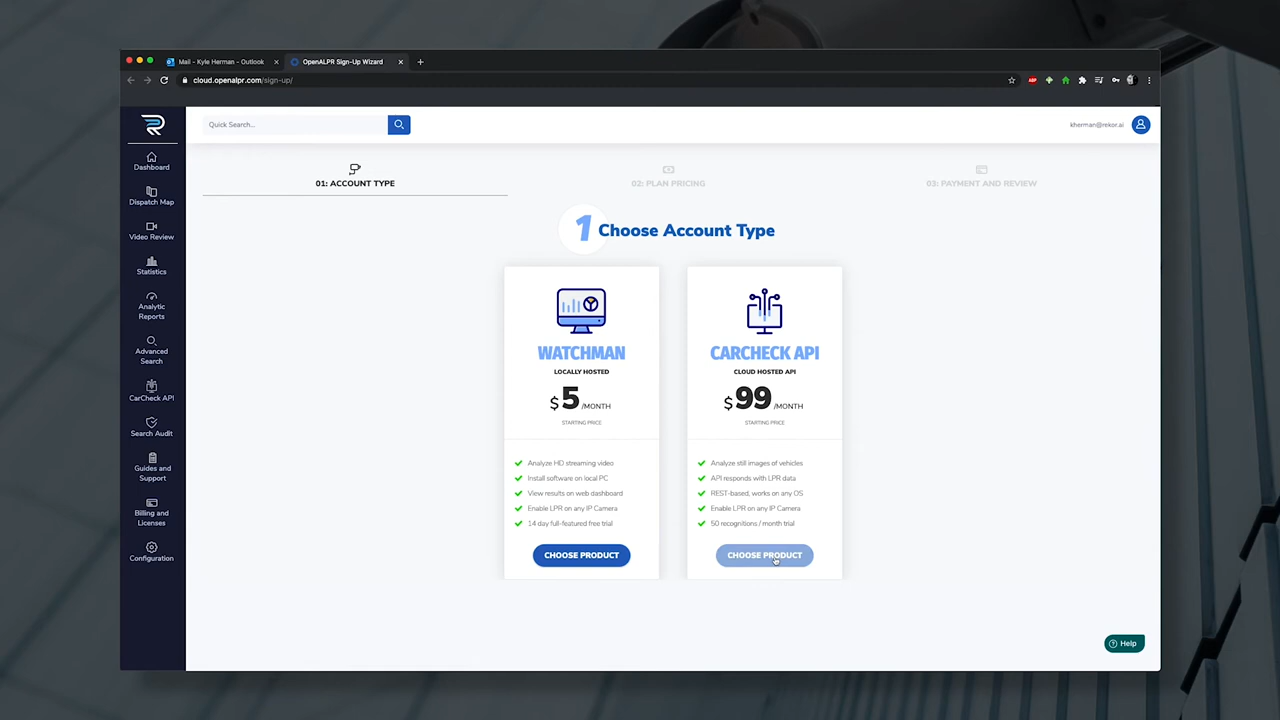 Mail - Kyle Herman - Outlook
OpenALPR Sign-Up Wizard
cloud.openalpr.com/sign-up/
ABP
Quick Search...
kherman@rekor.ai
Dashboard
Dispatch Map
Video Review
Statistics
Analytic
Reports
Advanced
Search
CarCheck API
Search Audit
Guides and
Support
Billing and
Licenses
Configuration
01: ACCOUNT TYPE
02: PLAN PRICING
03: PAYMENT AND REVIEW
1 Choose Account Type
WATCHMAN
LOCALLY HOSTED
$5 /MONTH
STARTING PRICE
Analyze HD streaming video
Install software on local PC
View results on web dashboard
Enable LPR on any IP Camera
14 day full-featured free trial
CHOOSE PRODUCT
CARCHECK API
CLOUD HOSTED API
$99 /MONTH
STARTING PRICE
Analyze still images of vehicles
API responds with LPR data
REST-based, works on any OS
Enable LPR on any IP Camera
50 recognitions / month trial
CHOOSE PRODUCT
Help